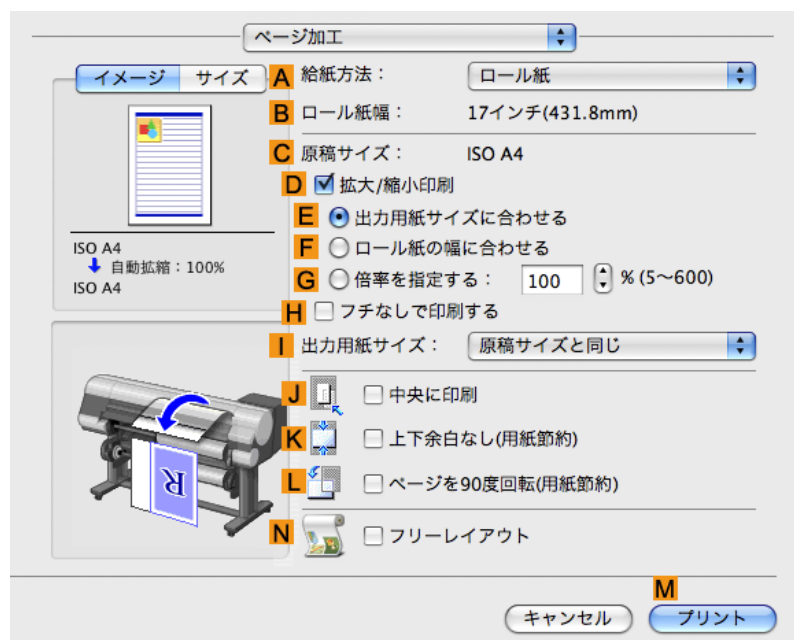 ページ加工
イメージ サイズ
A 給紙方法： ロール紙
B ロール紙幅： 17インチ(431.8mm)
C 原稿サイズ： ISO A4
D 拡大/縮小印刷
E 出力用紙サイズに合わせる
F ロール紙の幅に合わせる
G 倍率を指定する： 100 % (5～600)
H フチなしで印刷する
ISO A4
自動拡縮：100%
ISO A4
I 出力用紙サイズ： 原稿サイズと同じ
J 中央に印刷
K 上下余白なし(用紙節約)
L ページを90度回転(用紙節約)
R
N フリーレイアウト
M
キャンセル プリント